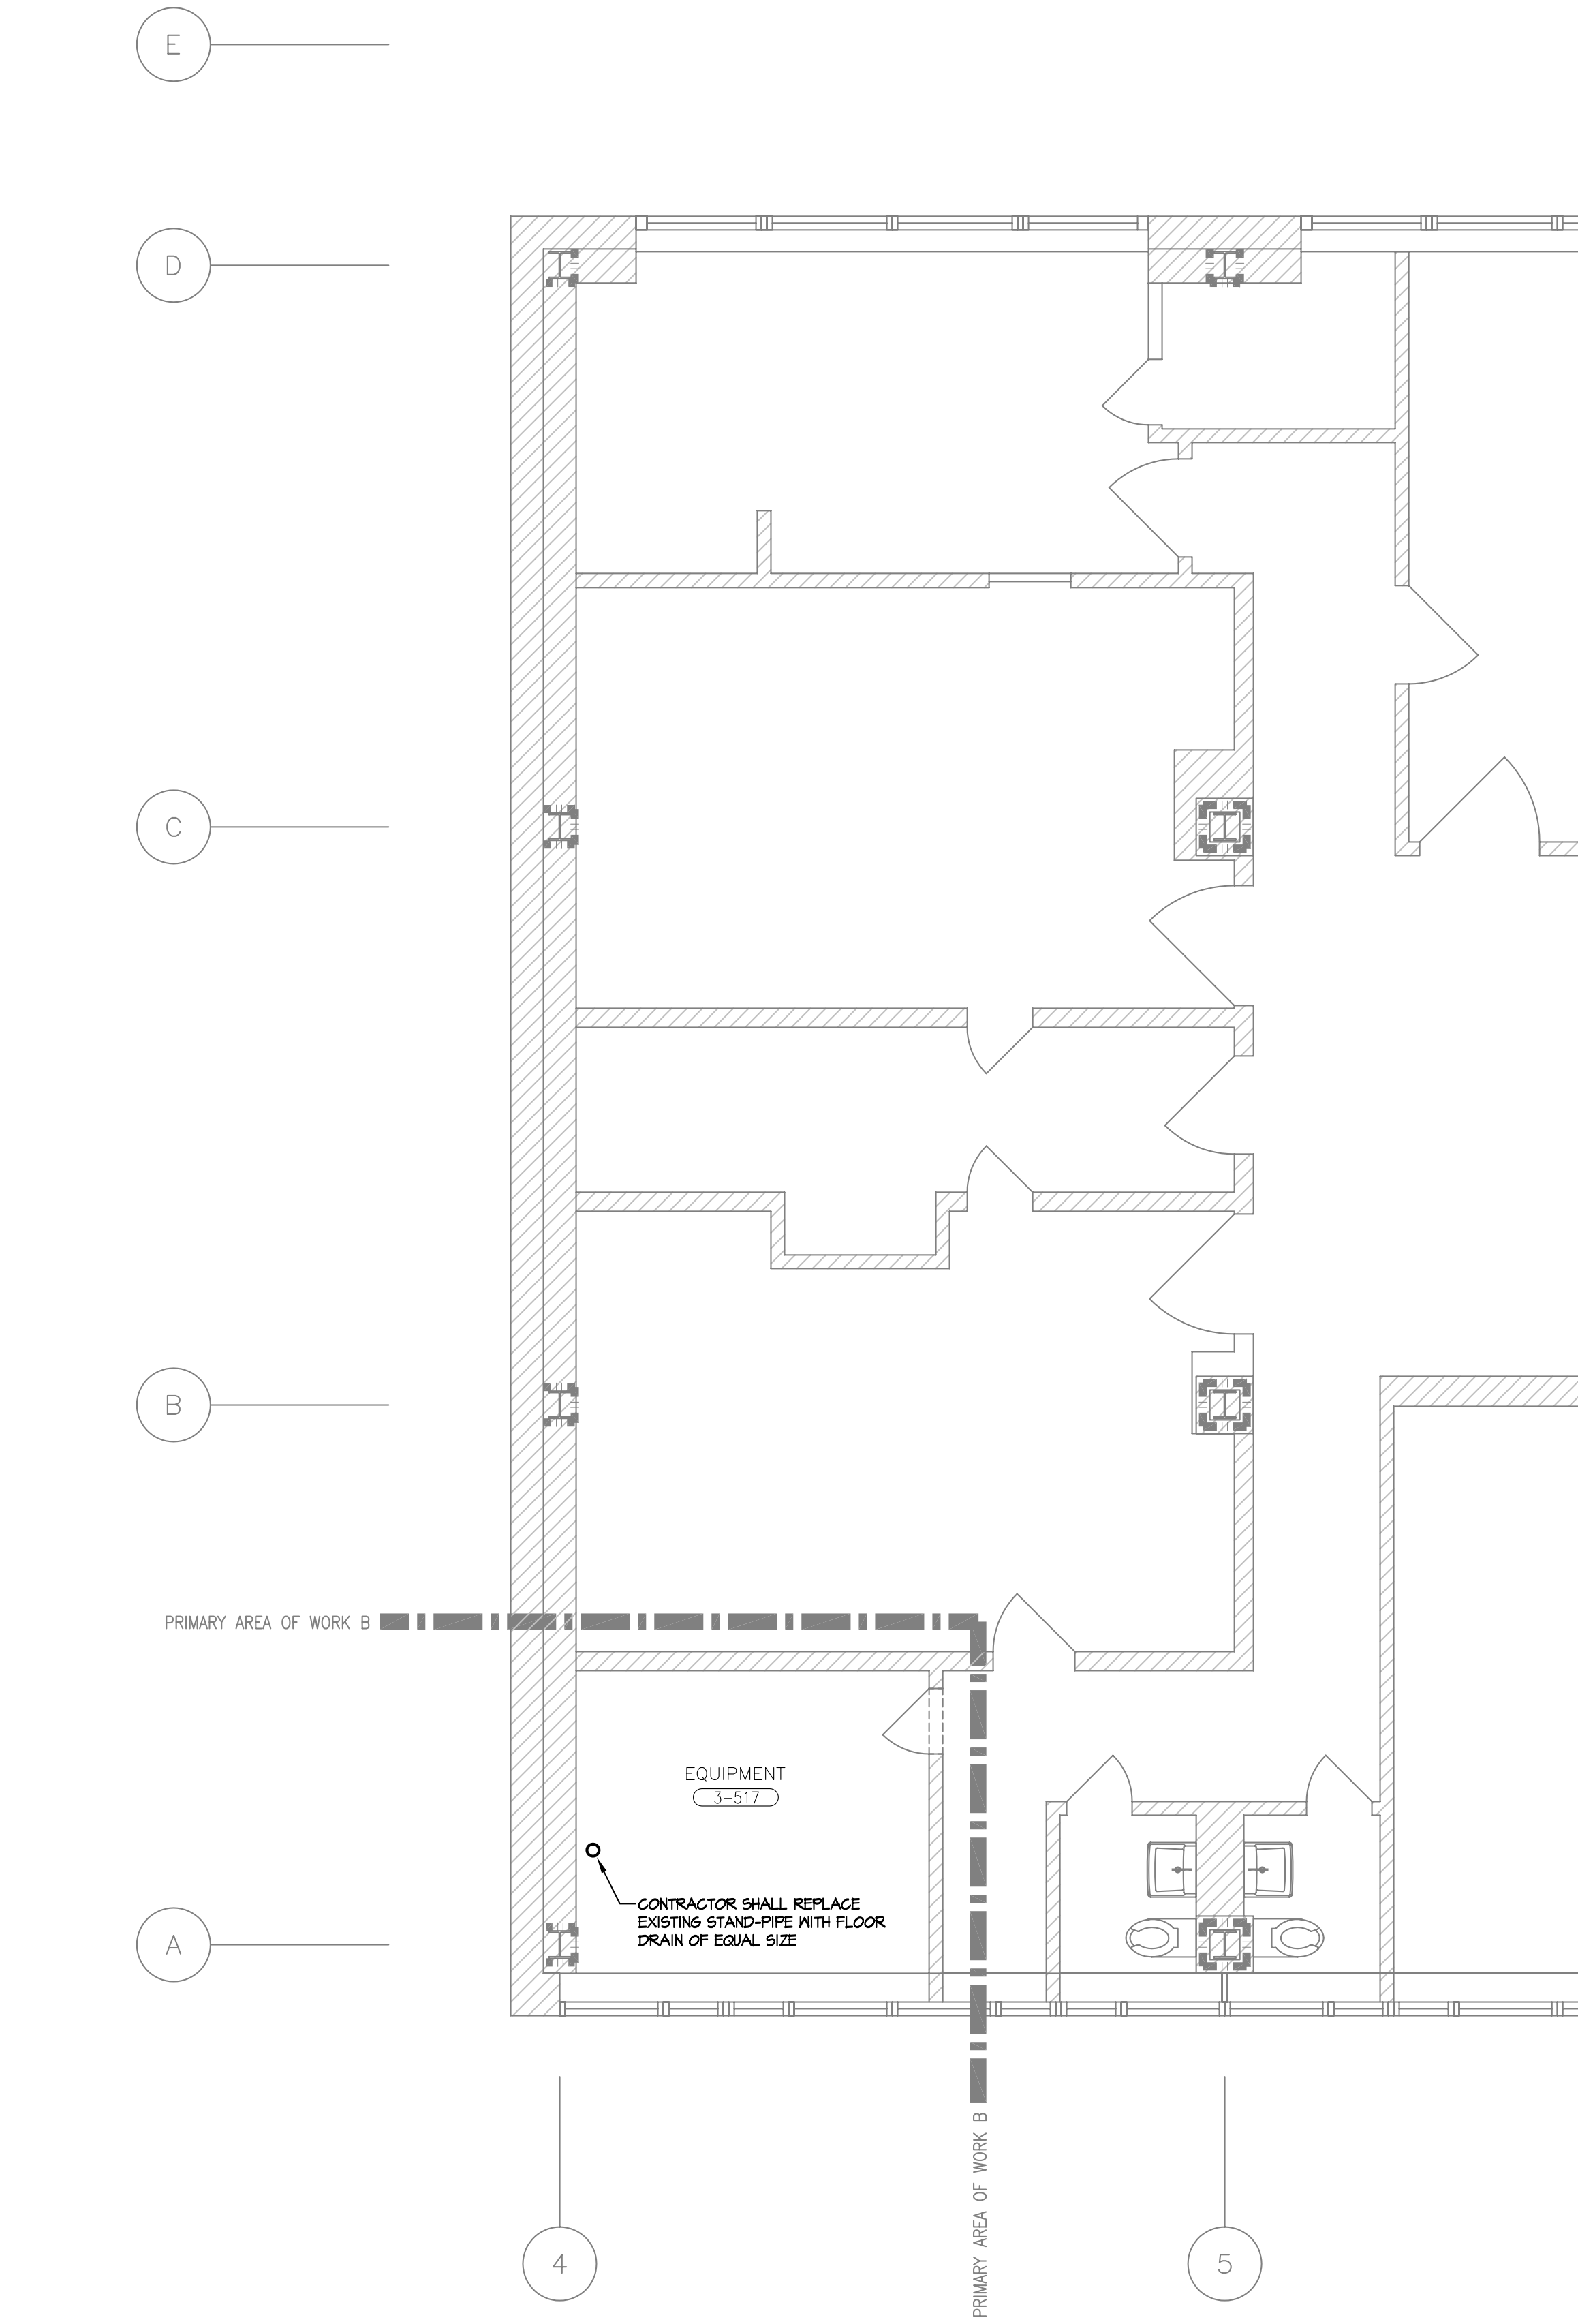 E
D
C
B
PRIMARY AREA OF WORK B
EQUIPMENT
3-517
CONTRACTOR SHALL REPLACE
EXISTING STAND-PIPE WITH FLOOR
DRAIN OF EQUAL SIZE
A
PRIMARY AREA OF WORK B
4
5